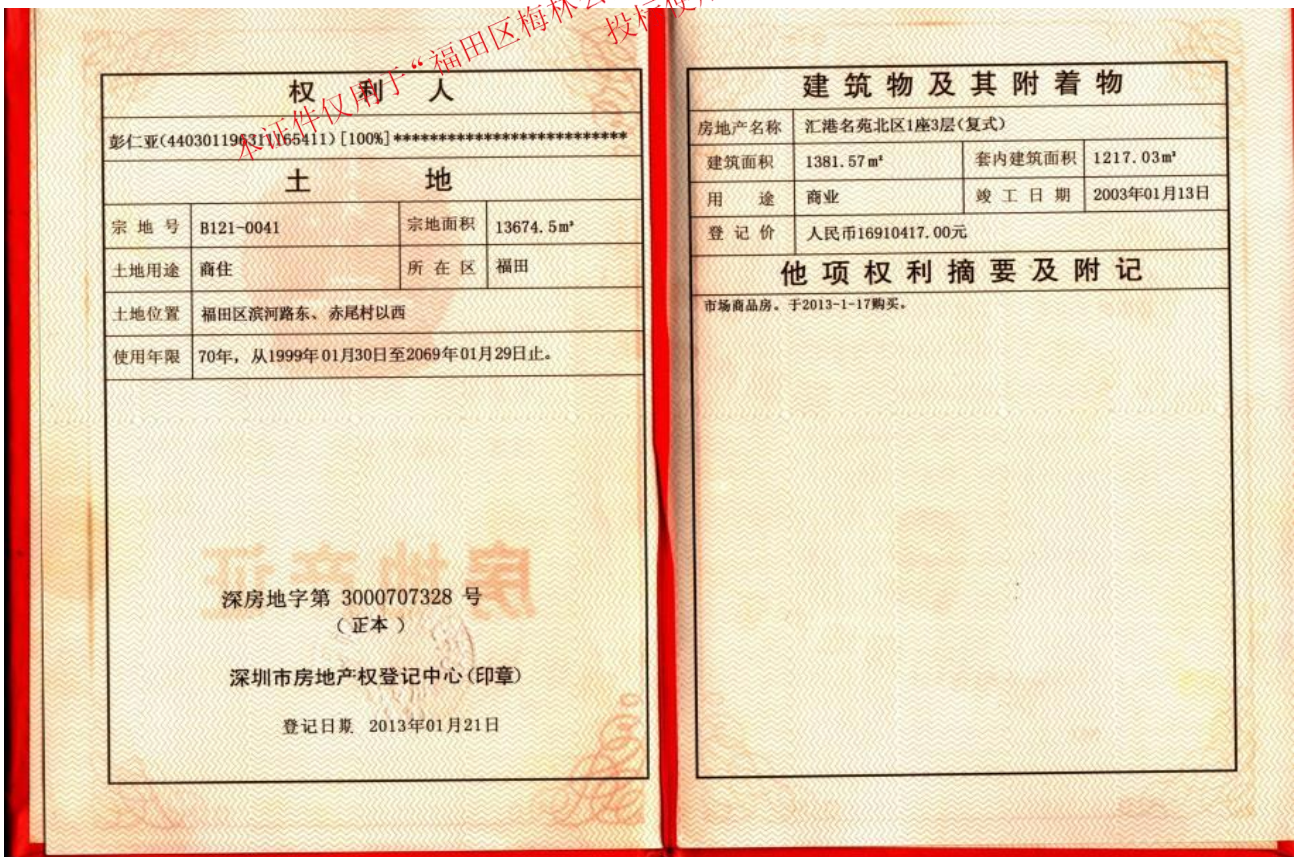 本证件仅用于“福田区梅林
投标使用
权利人
彭仁亚(440301196311165411)[100%]**************************
土地
宗地号 B121-0041 宗地面积 13674.5m²
土地用途 商住 所在区 福田
土地位置 福田区滨河路东、赤尾村以西
使用年限 70年，从1999年01月30日至2069年01月29日止。
房地产证
深房地字第 3000707328 号
（正本）
深圳市房地产权登记中心(印章)
登记日期 2013年01月21日
建筑物及其附着物
房地产名称 汇港名苑北区1座3层(复式)
建筑面积 1381.57m² 套内建筑面积 1217.03m²
用途 商业 竣工日期 2003年01月13日
登记价 人民币16910417.00元
他项权利摘要及附记
市场商品房。于2013-1-17购买。